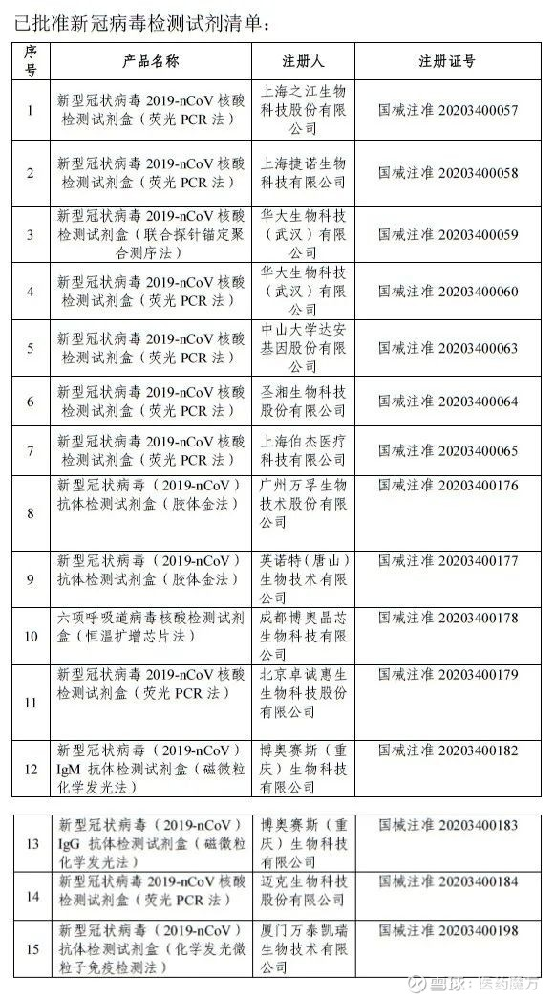 已批准新冠病毒检测试剂清单：
序号
产品名称
注册人
注册证号
1
新型冠状病毒 2019-nCoV 核酸
检测试剂盒（荧光 PCR 法）
上海之江生物
科技股份有限
公司
国械注准 20203400057
2
新型冠状病毒 2019-nCoV 核酸
检测试剂盒（荧光 PCR 法）
上海捷诺生物
科技有限公司
国械注准 20203400058
3
新型冠状病毒 2019-nCoV 核酸
检测试剂盒（联合探针锚定聚
合测序法）
华大生物科技
（武汉）有限
公司
国械注准 20203400059
4
新型冠状病毒 2019-nCoV 核酸
检测试剂盒（荧光 PCR 法）
华大生物科技
（武汉）有限
公司
国械注准 20203400060
5
新型冠状病毒 2019-nCoV 核酸
检测试剂盒（荧光 PCR 法）
中山大学达安
基因股份有限
公司
国械注准 20203400063
6
新型冠状病毒 2019-nCoV 核酸
检测试剂盒（荧光 PCR 法）
圣湘生物科技
股份有限公司
国械注准 20203400064
7
新型冠状病毒 2019-nCoV 核酸
检测试剂盒（荧光 PCR 法）
上海伯杰医疗
科技有限公司
国械注准 20203400065
8
新型冠状病毒（2019-nCoV）
抗体检测试剂盒（胶体金法）
广州万孚生物
技术股份有限
公司
国械注准 20203400176
9
新型冠状病毒（2019-nCoV）
抗体检测试剂盒（胶体金法）
英诺特（唐山）
生物技术有限
公司
国械注准 20203400177
10
六项呼吸道病毒核酸检测试剂
盒（恒温扩增芯片法）
成都博奥晶芯
生物科技有限
公司
国械注准 20203400178
11
新型冠状病毒 2019-nCoV 核酸
检测试剂盒（荧光 PCR 法）
北京卓诚惠生
生物科技股份
有限公司
国械注准 20203400179
12
新型冠状病毒（2019-nCoV）
IgM 抗体检测试剂盒（磁微粒
化学发光法）
博奥赛斯（重
庆）生物科技
有限公司
国械注准 20203400182
13
新型冠状病毒（2019-nCoV）
IgG 抗体检测试剂盒（磁微粒
化学发光法）
博奥赛斯（重
庆）生物科技
有限公司
国械注准 20203400183
14
新型冠状病毒 2019-nCoV 核酸
检测试剂盒（荧光 PCR 法）
迈克生物科技
股份有限公司
国械注准 20203400184
15
新型冠状病毒（2019-nCoV）
抗体检测试剂盒（化学发光微
粒子免疫检测法）
厦门万泰凯瑞
生物技术有限
公司
国械注准 20203400198
雪球：医药魔方